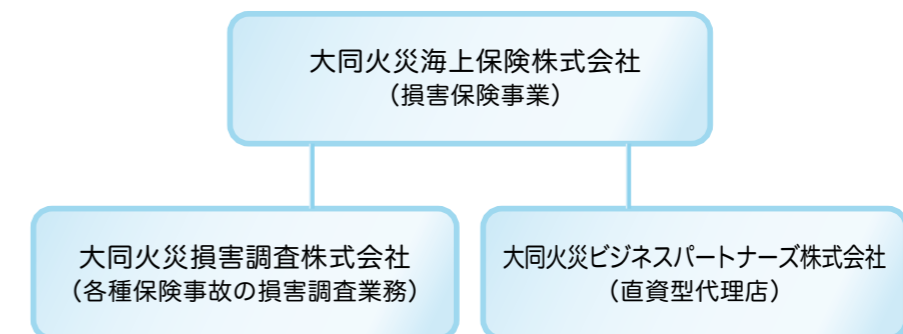 大同火災海上保険株式会社
（損害保険事業）
大同火災損害調査株式会社
（各種保険事故の損害調査業務）
大同火災ビジネスパートナーズ株式会社
（直資型代理店）